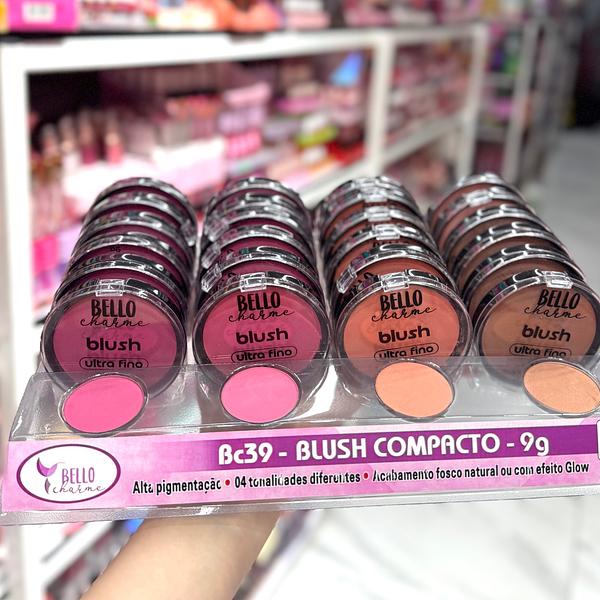 BELLO
charme
blush
ultra fino
BELLO
charme
blush
ultra fino
BELLO
charme
blush
ultra fino
BELLO
charme
blush
ultra fino
Bc39 - BLUSH COMPACTO - 9g
BELLO
charme
Alta pigmentação • 04 tonalidades diferentes • Acabamento fosco natural ou com efeito Glow